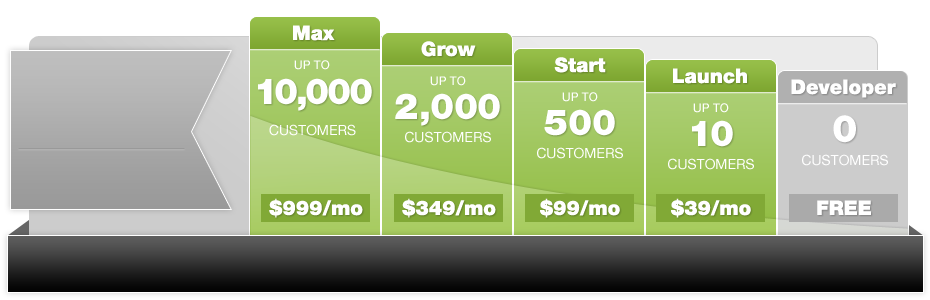 Max
UP TO
10,000
CUSTOMERS
$999/mo
Grow
UP TO
2,000
CUSTOMERS
$349/mo
Start
UP TO
500
CUSTOMERS
$99/mo
Launch
UP TO
10
CUSTOMERS
$39/mo
Developer
0
CUSTOMERS
FREE